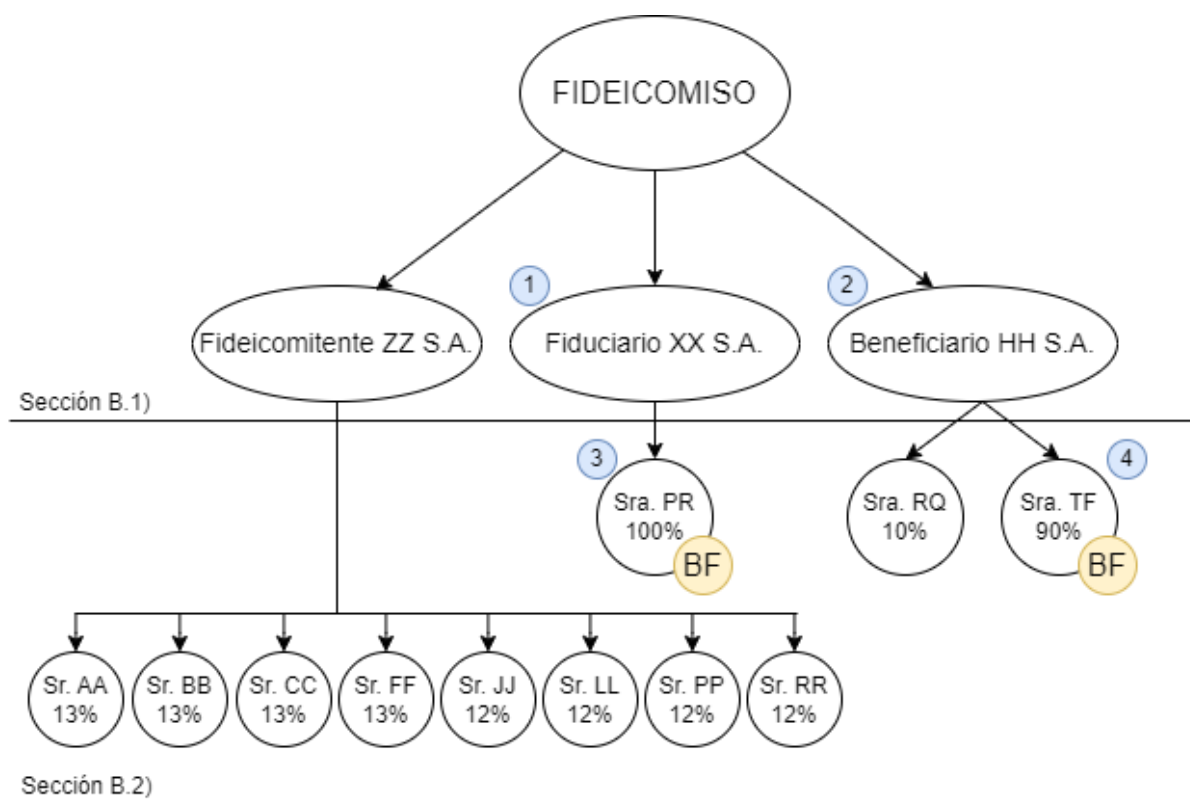 FIDEICOMISO
1
2
Fideicomitente ZZ S.A.
Fiduciario XX S.A.
Beneficiario HH S.A.
Sección B.1)
3
4
Sra. PR
100%
BF
Sra. RQ
10%
Sra. TF
90%
BF
Sr. AA
13%
Sr. BB
13%
Sr. CC
13%
Sr. FF
13%
Sr. JJ
12%
Sr. LL
12%
Sr. PP
12%
Sr. RR
12%
Sección B.2)